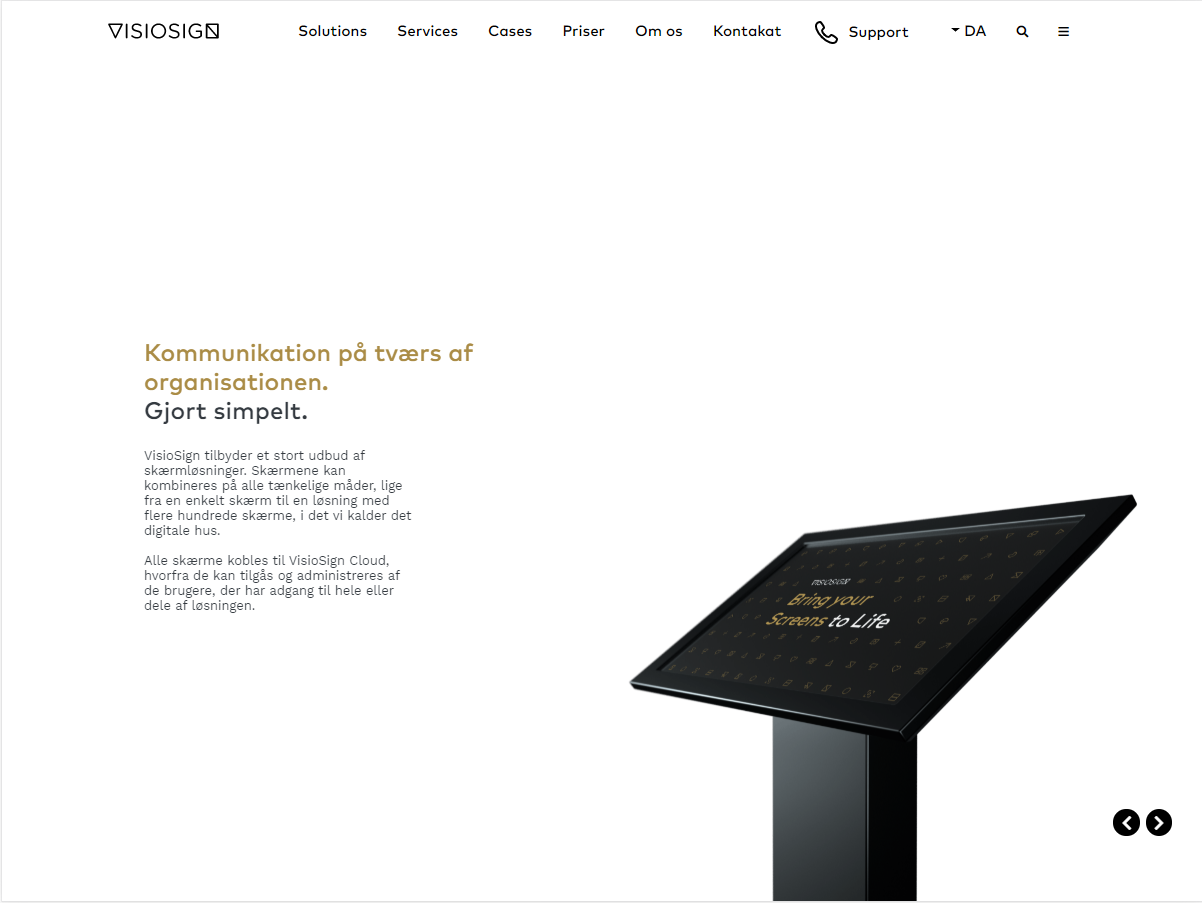 VISIOSIGN
Solutions Services Cases Priser Om os Kontakat Support DA
Kommunikation på tværs af
organisationen.
Gjort simpelt.
VisioSign tilbyder et stort udbud af
skærmløsninger. Skærmene kan
kombineres på alle tænkelige måder, lige
fra en enkelt skærm til en løsning med
flere hundrede skærme, i det vi kalder det
digitale hus.
Alle skærme kobles til VisioSign Cloud,
hvorfra de kan tilgås og administreres af
de brugere, der har adgang til hele eller
dele af løsningen.
VISIOSIGN
Bring your
Screens to Life